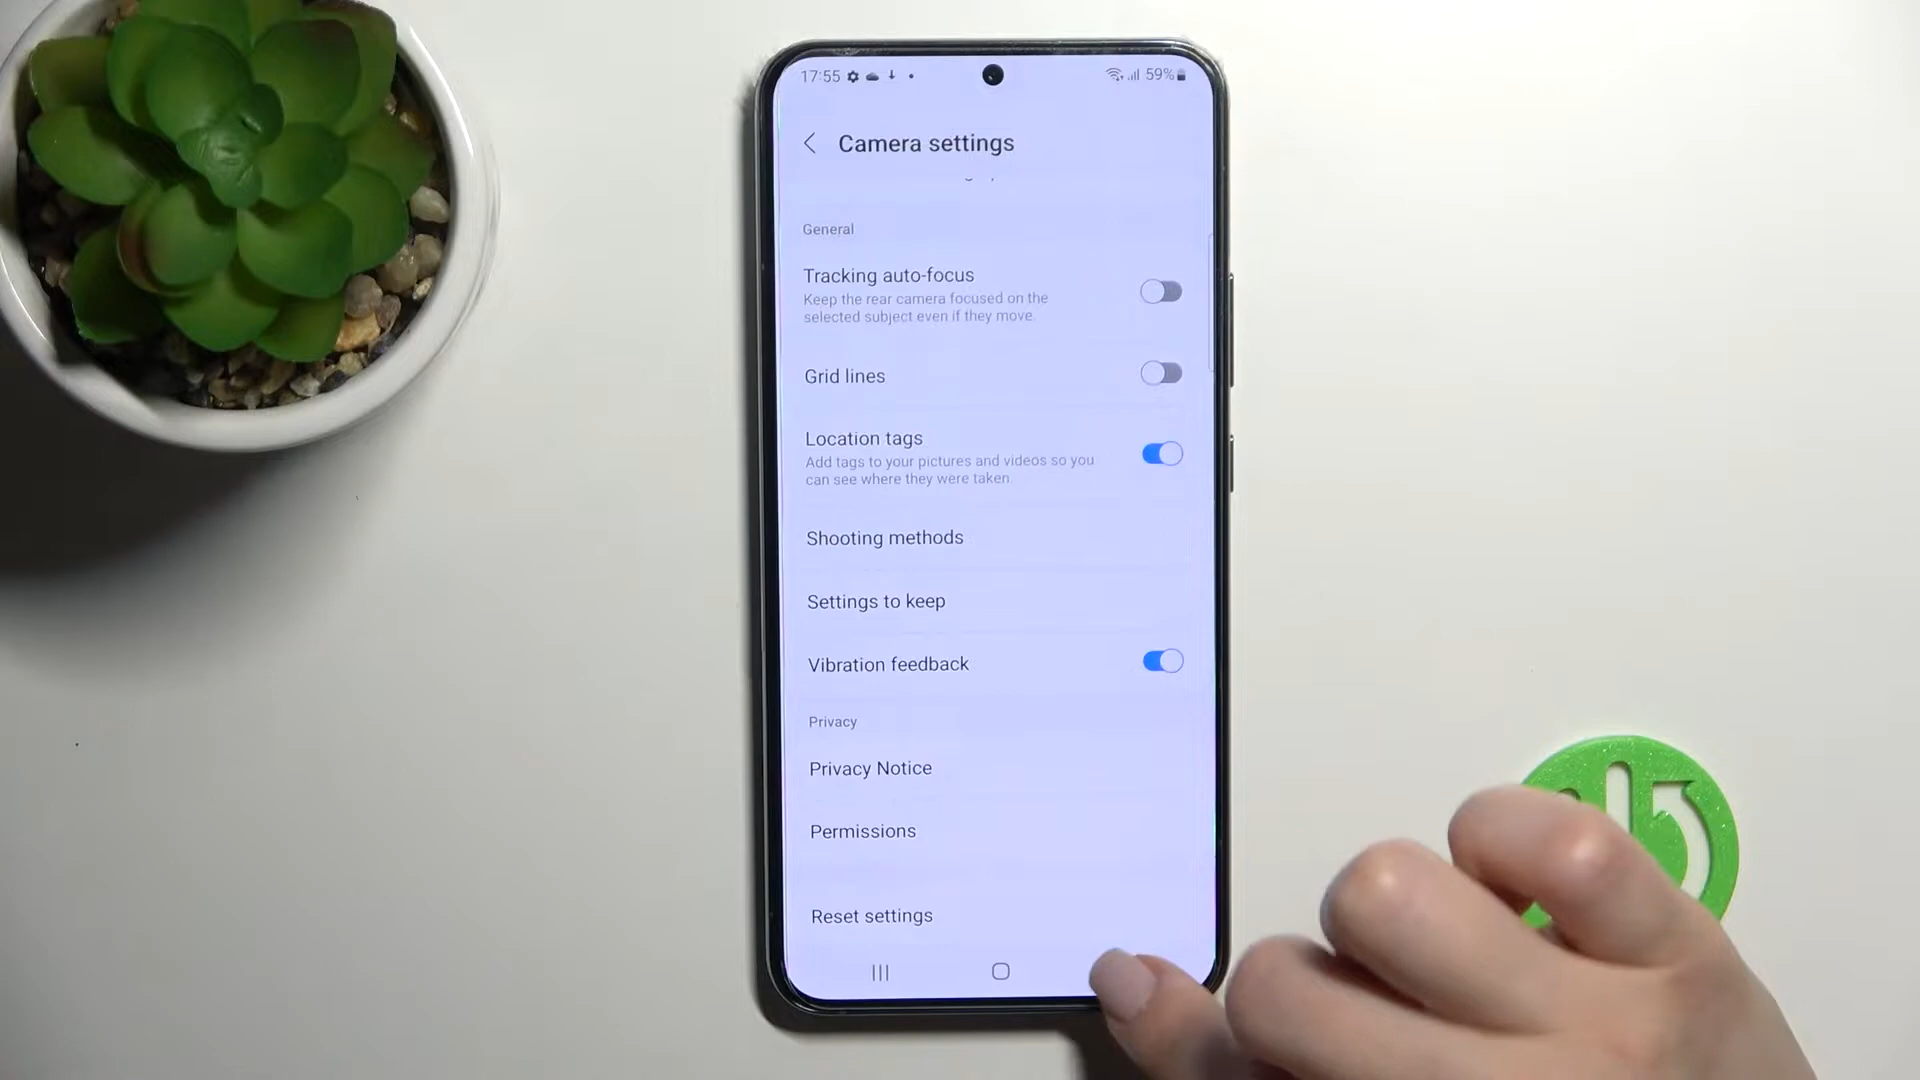 17:55
59%
Camera settings
General
Tracking auto-focus
Keep the rear camera focused on the
selected subject even if they move.
Grid lines
Location tags
Add tags to your pictures and videos so you
can see where they were taken.
Shooting methods
Settings to keep
Vibration feedback
Privacy
Privacy Notice
Permissions
Reset settings